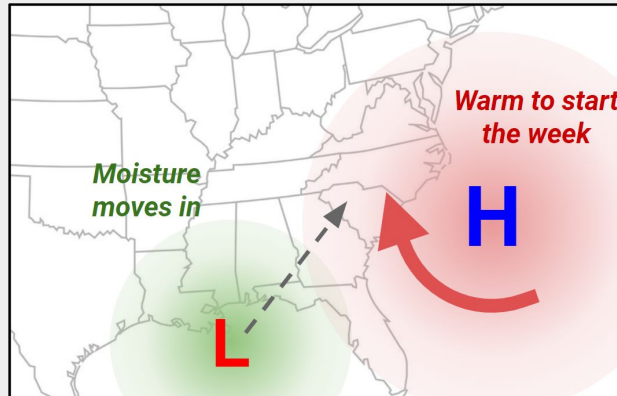 Warm to start
the week
Moisture
moves in
H
L